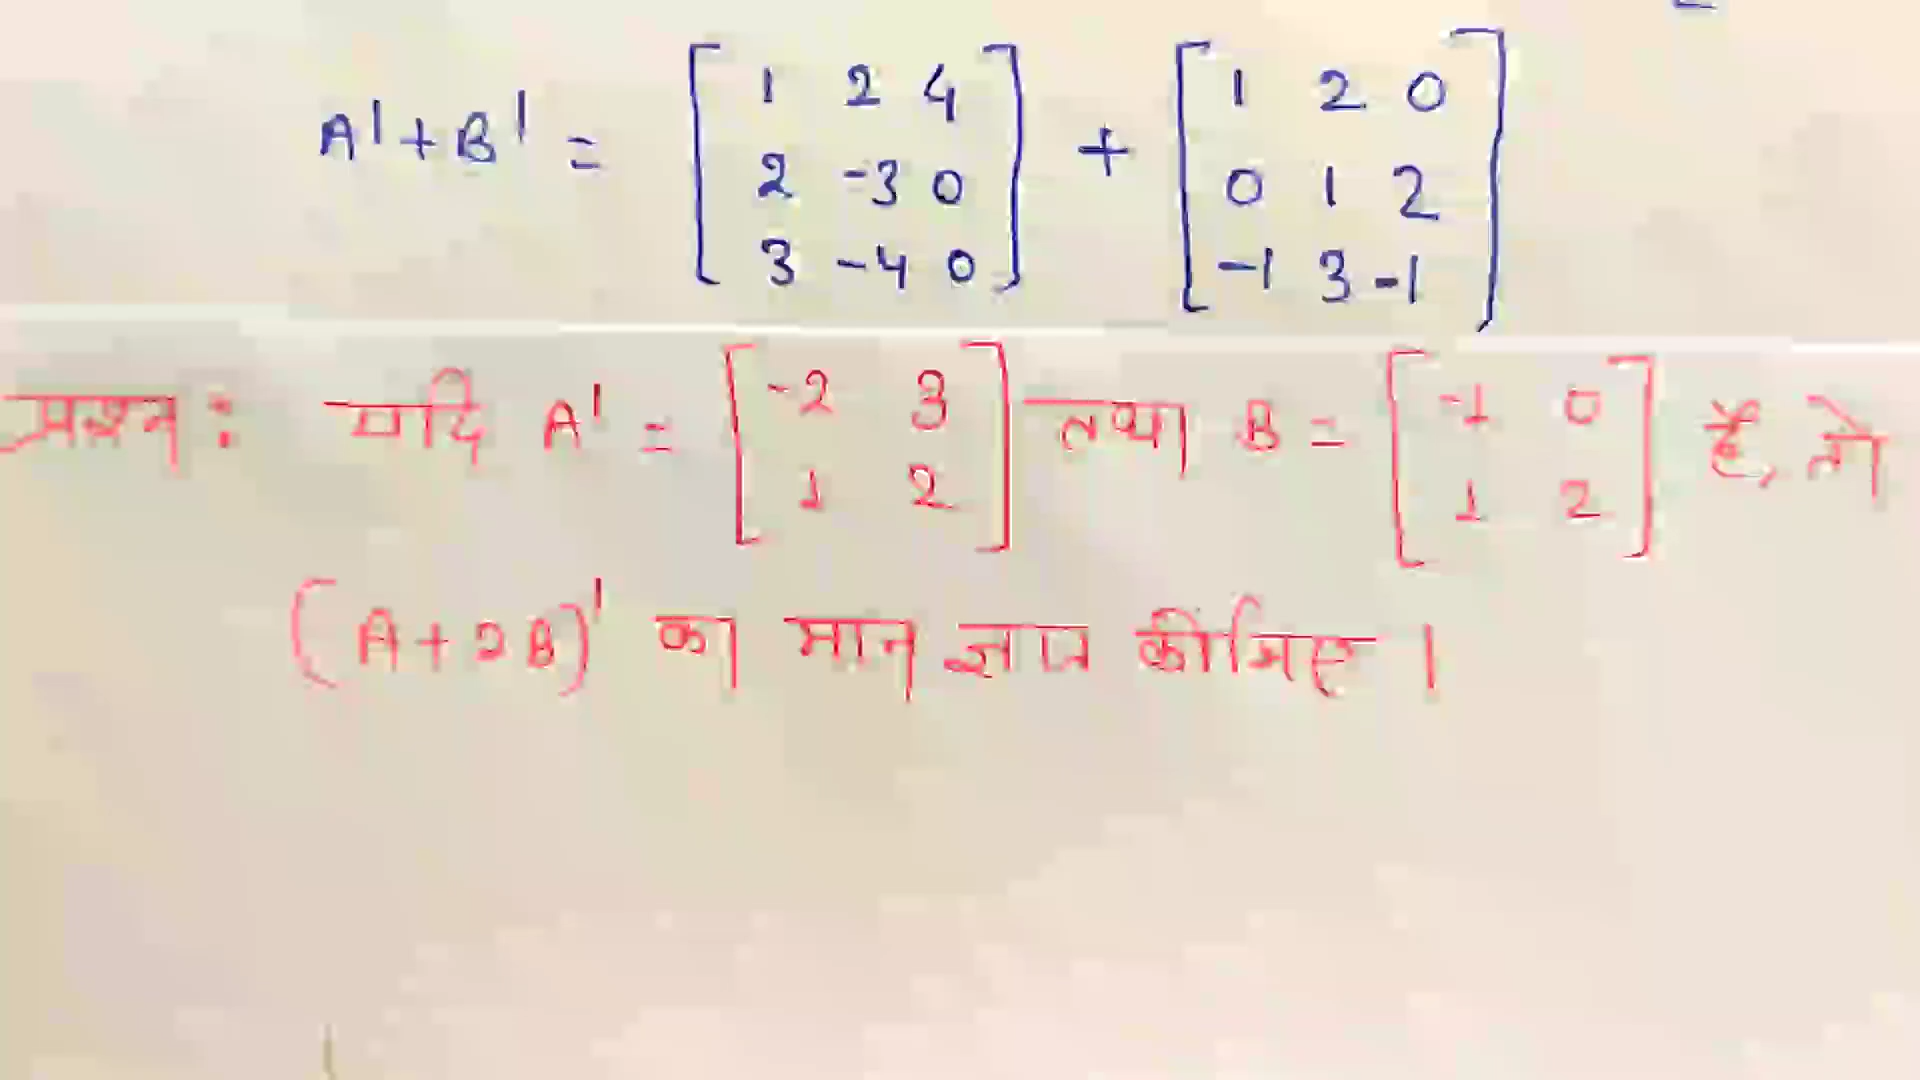 A' + B' = [ 1 2 4 ] + [ 1 2 0 ]
2 -3 0 0 1 2
3 -4 0 -1 3 -1
प्रश्न : यदि A' = [ -2 3 ] तथा B = [ -1 0 ] हैं, तो
1 2 1 2
(A + 2B)' का मान ज्ञात कीजिए ।